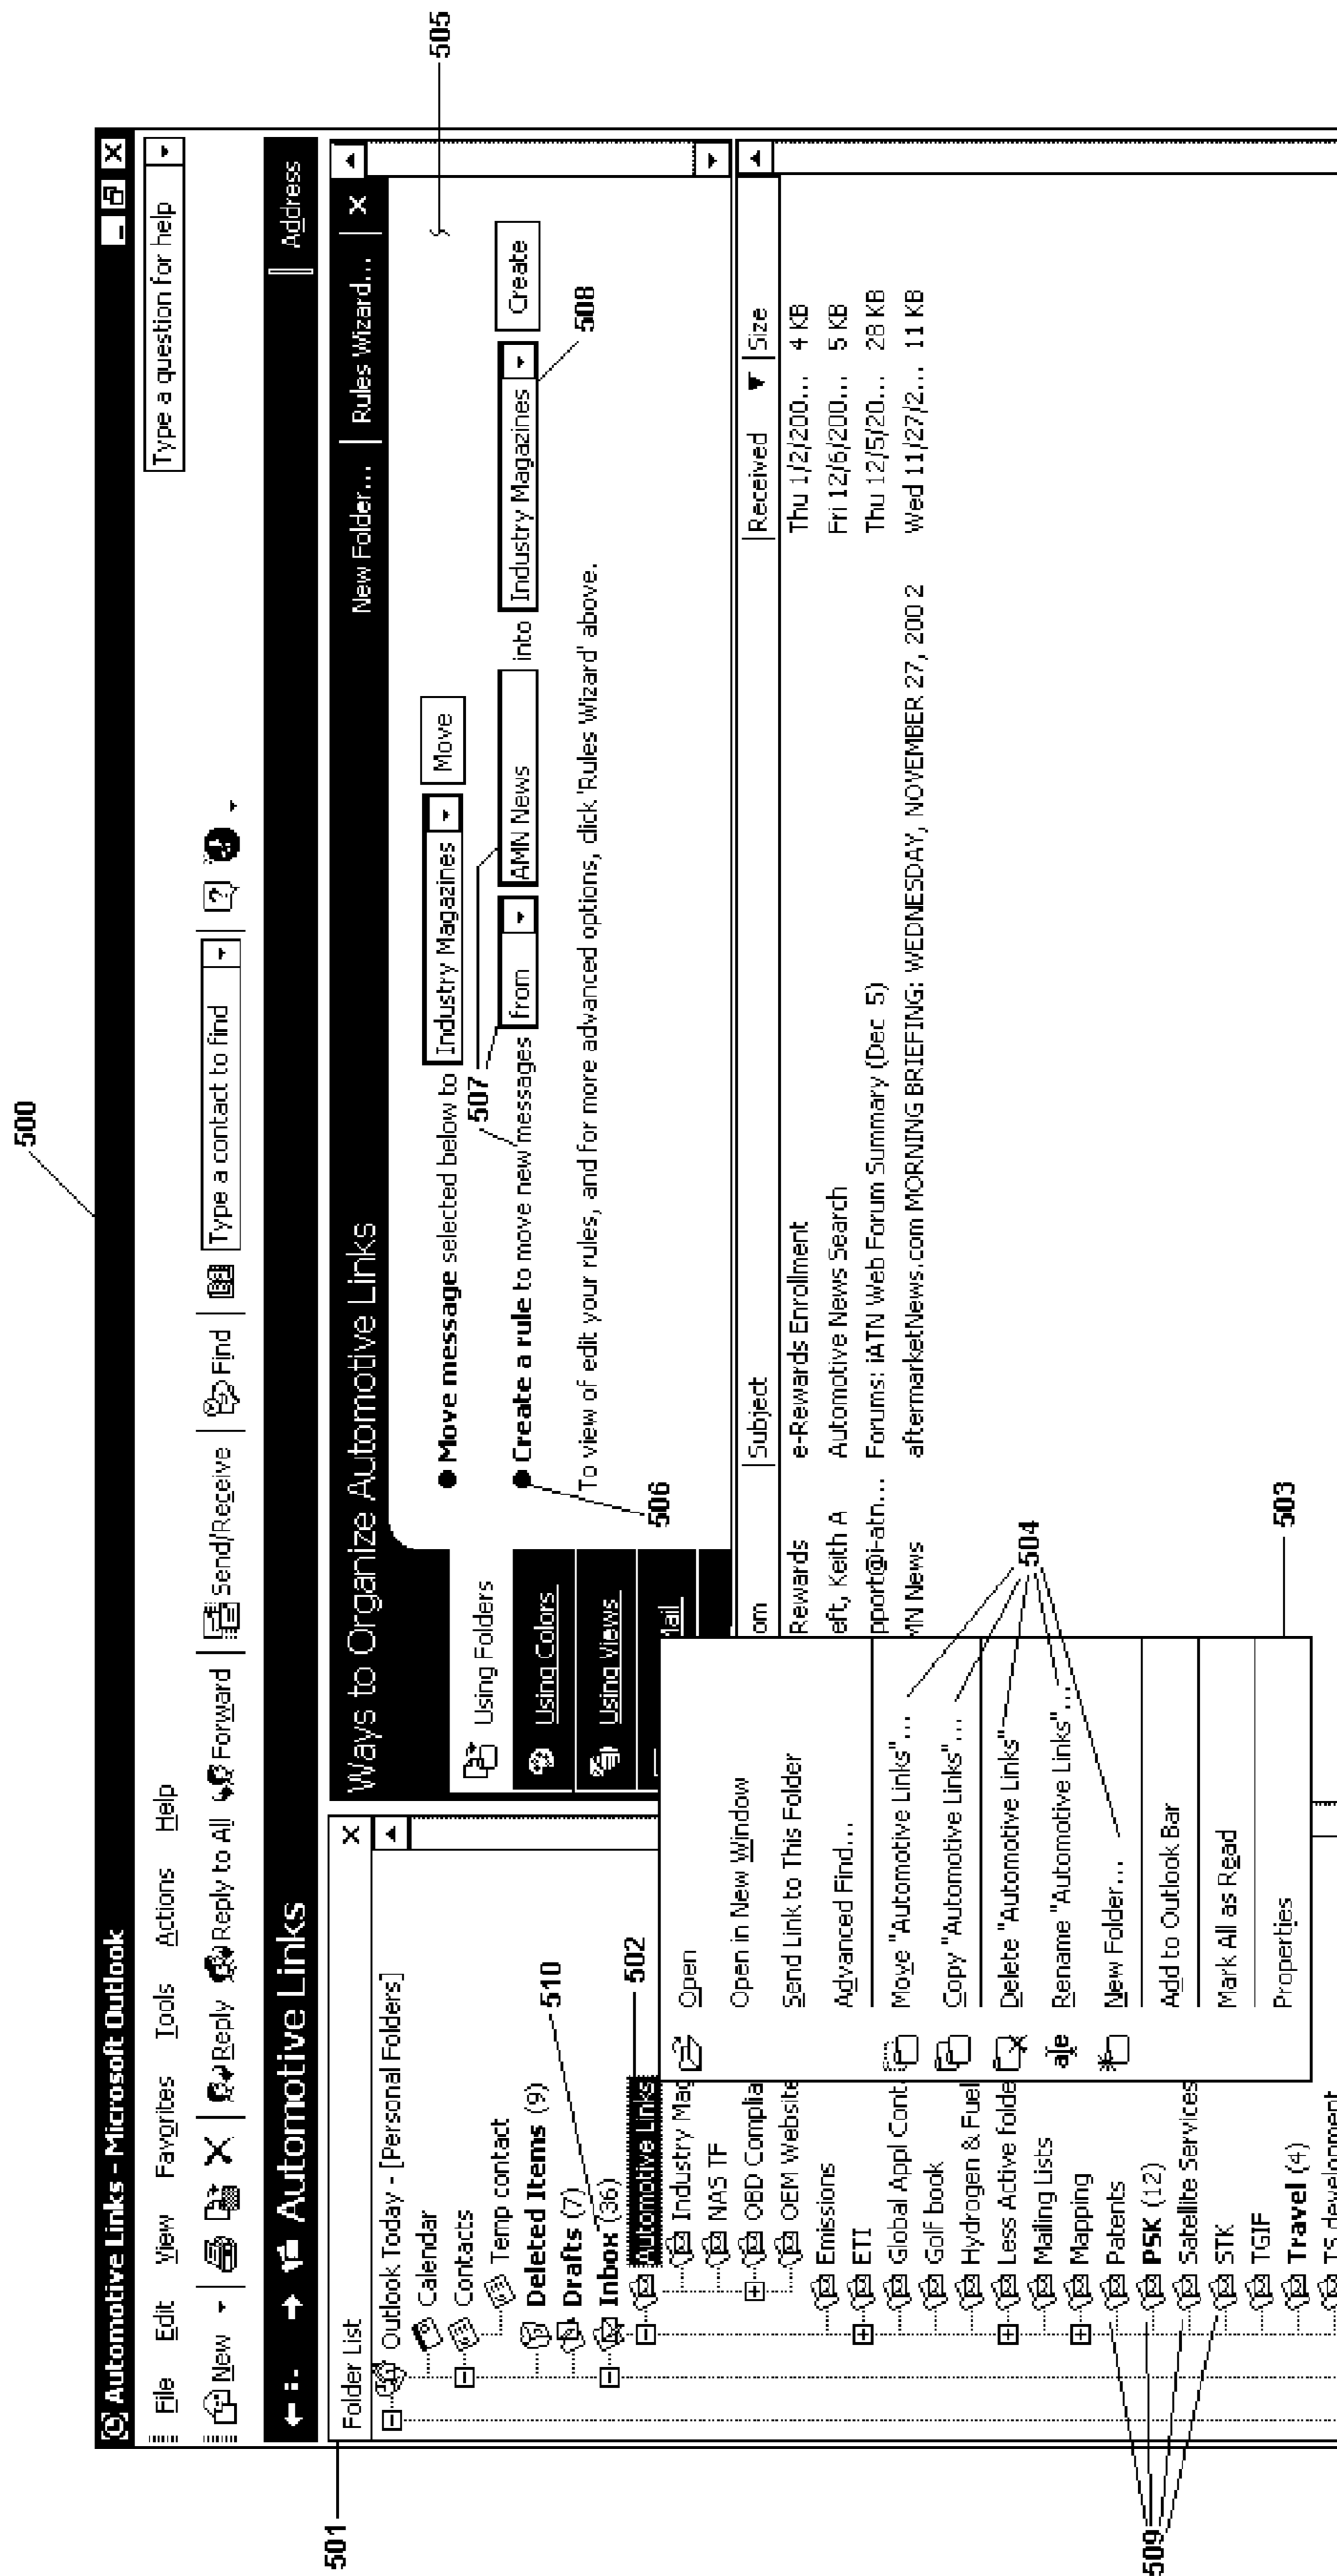 500
Automotive Links - Microsoft Outlook
File Edit View Favorites Tools Actions Help
Type a question for help
New Reply Reply to All Forward Send/Receive Find Type a contact to find
Automotive Links
Address
501
Folder List
Outlook Today - [Personal Folders]
Calendar
Contacts
Temp contact
Deleted Items (9)
Drafts (7)
Inbox (36)
510
Automotive Links
502
Industry Mag
NAS TF
OBD Complia
OEM Website
Emissions
ETI
Global Appl Cont
Golf book
Hydrogen & Fuel
Less Active folde
Mailing Lists
Mapping
Patents
PSK (12)
Satellite Services
STK
TGIF
Travel (4)
TS development
509
Ways to Organize Automotive Links
New Folder... Rules Wizard...
505
Using Folders
Using Colors
Using Views
Mail
Move message selected below to Industry Magazines Move
507
Create a rule to move new messages from AMN News into Industry Magazines Create
508
To view of edit your rules, and for more advanced options, click 'Rules Wizard' above.
506
om Subject Received Size
Rewards e-Rewards Enrollment Thu 1/2/200... 4 KB
eft, Keith A Automotive News Search Fri 12/6/200... 5 KB
pport@i-atn... Forums: iATN Web Forum Summary (Dec 5) Thu 12/5/20... 28 KB
MN News aftermarketNews.com MORNING BRIEFING: WEDNESDAY, NOVEMBER 27, 200 2 Wed 11/27/2... 11 KB
Open
Open in New Window
Send Link to This Folder
Advanced Find...
Move "Automotive Links"...
Copy "Automotive Links"...
Delete "Automotive Links"
Rename "Automotive Links"...
New Folder...
Add to Outlook Bar
Mark All as Read
Properties
504
503